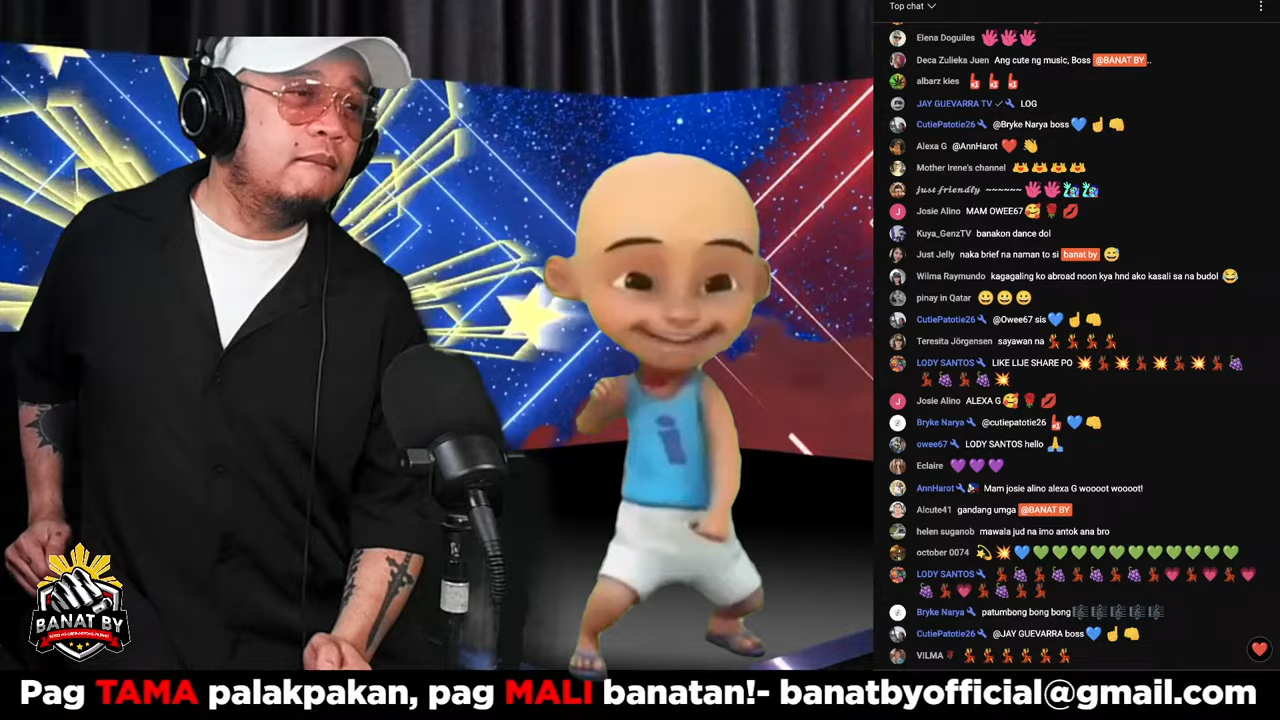 Top chat
Elena Doguiles
Deca Zulieka Juen Ang cute ng music, Boss @BANAT BY ..
albarz kies
JAY GUEVARRA TV LOG
CutiePatotie26 @Bryke Narya boss 💙☝👊
Alexa G @AnnHarot ❤️👋
Mother Irene's channel
just friendly ~~~~~~
Josie Alino MAM OWEE67 🥰🌹💋
Kuya_GenzTV banakon dance dol
Just Jelly naka brief na naman to si banat by 😅
Wilma Raymundo kagagaling ko abroad noon kya hnd ako kasali sa na budol 😂
pinay in Qatar 😀😀😀
CutiePatotie26 @Owee67 sis 💙☝👊
Teresita Jörgensen sayawan na 💃💃💃💃
LODY SANTOS LIKE LIJE SHARE PO 💥💃💥💃💥💃💥💃🍇
💃🍇💃🍇💥
Josie Alino ALEXA G 🥰🌹💋
Bryke Narya @cutiepatotie26 💙👊
owee67 LODY SANTOS hello 🙏
Eclaire 💜💜💜
AnnHarot Mam josie alino alexa G woooot woooot!
Alcute41 gandang umga @BANAT BY
helen suganob mawala jud na imo antok ana bro
october 0074 💫💥💙💚💚💚💚💚💚💚💚💚💚💚
LODY SANTOS
Bryke Narya patumbong bong bong 🎼🎼🎼🎼🎼
CutiePatotie26 @JAY GUEVARRA boss 💙☝👊
VILMA🌹 💃💃💃💃💃💃
i
BANAT BY
Pag TAMA palakpakan, pag MALI banatan!- banatbyofficial@gmail.com